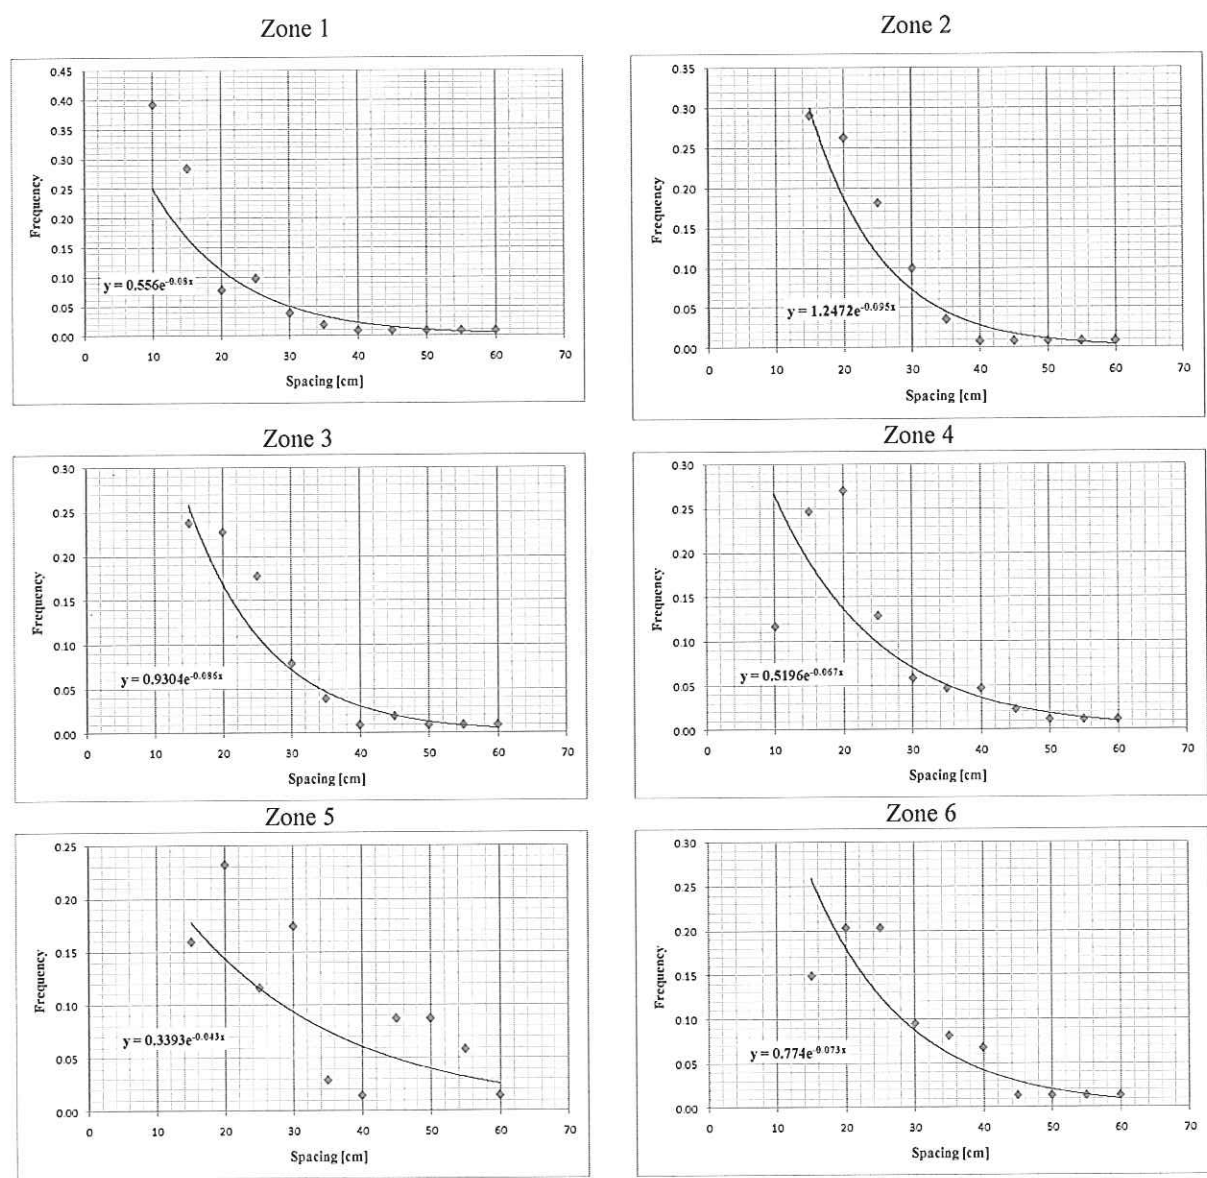 Zone 1
0.45
0.40
0.35
0.30
0.25
0.20
0.15
0.10
0.05
0.00
Frequency
y = 0.556e^-0.08x
0 10 20 30 40 50 60 70
Spacing [cm]
Zone 2
0.35
0.30
0.25
0.20
0.15
0.10
0.05
0.00
Frequency
y = 1.2472e^-0.095x
0 10 20 30 40 50 60 70
Spacing [cm]
Zone 3
0.30
0.25
0.20
0.15
0.10
0.05
0.00
Frequency
y = 0.9304e^-0.086x
0 10 20 30 40 50 60 70
Spacing [cm]
Zone 4
0.30
0.25
0.20
0.15
0.10
0.05
0.00
Frequency
y = 0.5196e^-0.067x
0 10 20 30 40 50 60 70
Spacing [cm]
Zone 5
0.25
0.20
0.15
0.10
0.05
0.00
Frequency
y = 0.3393e^-0.043x
0 10 20 30 40 50 60 70
Spacing [cm]
Zone 6
0.30
0.25
0.20
0.15
0.10
0.05
0.00
Frequency
y = 0.774e^-0.073x
0 10 20 30 40 50 60 70
Spacing [cm]